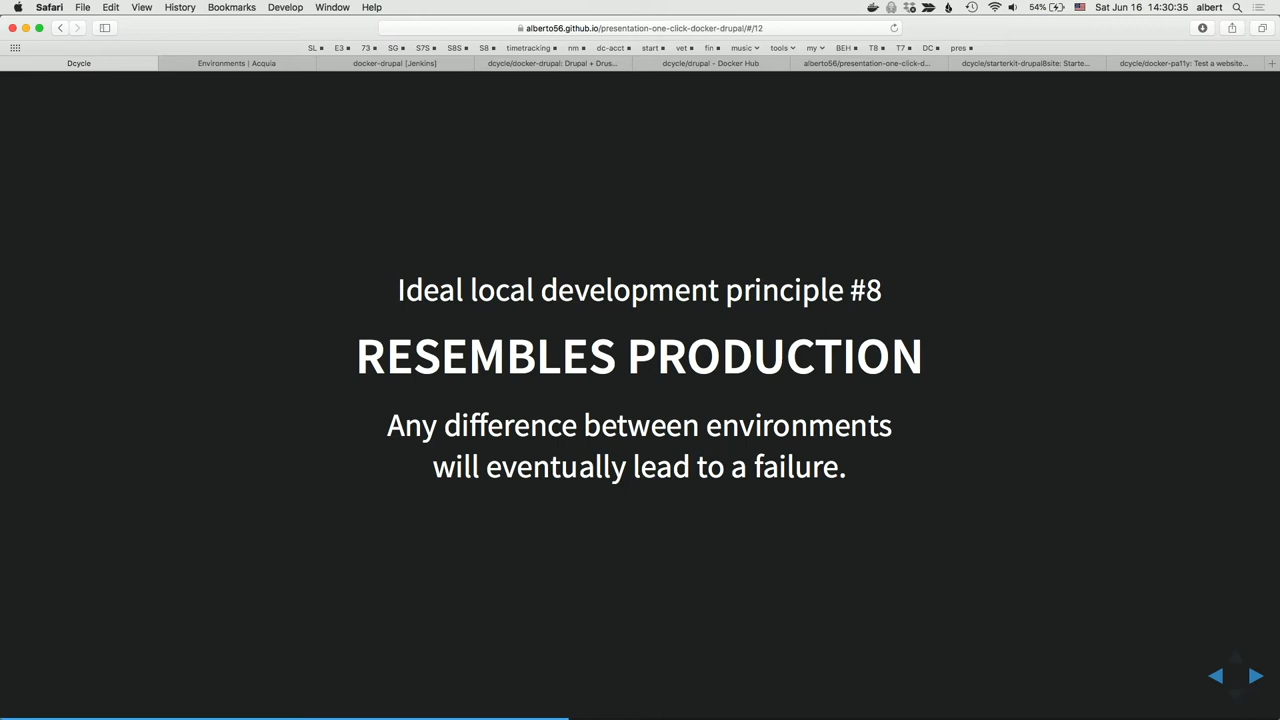 Safari File Edit View History Bookmarks Develop Window Help 54% Sat Jun 16 14:30:35 albert
alberto56.github.io/presentation-one-click-docker-drupal/#/12
SL E3 73 SG S7S S8S S8 timetracking nm dc-acct start vet fin music tools my BEH T8 T7 DC pres
Dcycle Environments | Acquia docker-drupal [Jenkins] dcycle/docker-drupal: Drupal + Drus... dcycle/drupal - Docker Hub alberto56/presentation-one-click-d... dcycle/starterkit-drupal8site: Starte... dcycle/docker-pa11y: Test a website...
Ideal local development principle #8
RESEMBLES PRODUCTION
Any difference between environments
will eventually lead to a failure.